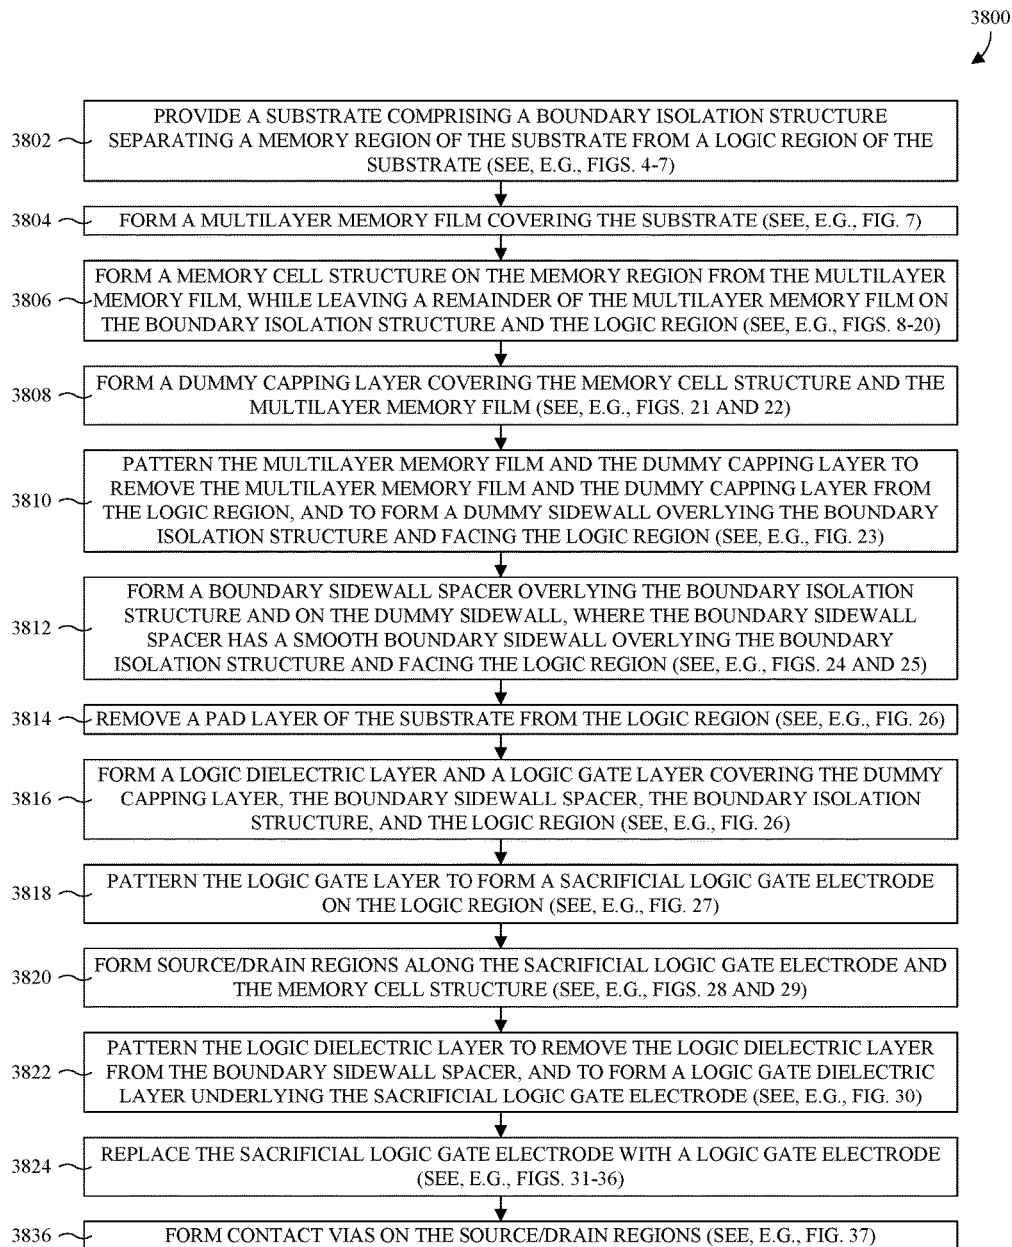 3800
3802
PROVIDE A SUBSTRATE COMPRISING A BOUNDARY ISOLATION STRUCTURE
SEPARATING A MEMORY REGION OF THE SUBSTRATE FROM A LOGIC REGION OF THE
SUBSTRATE (SEE, E.G., FIGS. 4-7)
3804
FORM A MULTILAYER MEMORY FILM COVERING THE SUBSTRATE (SEE, E.G., FIG. 7)
3806
FORM A MEMORY CELL STRUCTURE ON THE MEMORY REGION FROM THE MULTILAYER
MEMORY FILM, WHILE LEAVING A REMAINDER OF THE MULTILAYER MEMORY FILM ON
THE BOUNDARY ISOLATION STRUCTURE AND THE LOGIC REGION (SEE, E.G., FIGS. 8-20)
3808
FORM A DUMMY CAPPING LAYER COVERING THE MEMORY CELL STRUCTURE AND THE
MULTILAYER MEMORY FILM (SEE, E.G., FIGS. 21 AND 22)
3810
PATTERN THE MULTILAYER MEMORY FILM AND THE DUMMY CAPPING LAYER TO
REMOVE THE MULTILAYER MEMORY FILM AND THE DUMMY CAPPING LAYER FROM
THE LOGIC REGION, AND TO FORM A DUMMY SIDEWALL OVERLYING THE BOUNDARY
ISOLATION STRUCTURE AND FACING THE LOGIC REGION (SEE, E.G., FIG. 23)
3812
FORM A BOUNDARY SIDEWALL SPACER OVERLYING THE BOUNDARY ISOLATION
STRUCTURE AND ON THE DUMMY SIDEWALL, WHERE THE BOUNDARY SIDEWALL
SPACER HAS A SMOOTH BOUNDARY SIDEWALL OVERLYING THE BOUNDARY
ISOLATION STRUCTURE AND FACING THE LOGIC REGION (SEE, E.G., FIGS. 24 AND 25)
3814
REMOVE A PAD LAYER OF THE SUBSTRATE FROM THE LOGIC REGION (SEE, E.G., FIG. 26)
3816
FORM A LOGIC DIELECTRIC LAYER AND A LOGIC GATE LAYER COVERING THE DUMMY
CAPPING LAYER, THE BOUNDARY SIDEWALL SPACER, THE BOUNDARY ISOLATION
STRUCTURE, AND THE LOGIC REGION (SEE, E.G., FIG. 26)
3818
PATTERN THE LOGIC GATE LAYER TO FORM A SACRIFICIAL LOGIC GATE ELECTRODE
ON THE LOGIC REGION (SEE, E.G., FIG. 27)
3820
FORM SOURCE/DRAIN REGIONS ALONG THE SACRIFICIAL LOGIC GATE ELECTRODE AND
THE MEMORY CELL STRUCTURE (SEE, E.G., FIGS. 28 AND 29)
3822
PATTERN THE LOGIC DIELECTRIC LAYER TO REMOVE THE LOGIC DIELECTRIC LAYER
FROM THE BOUNDARY SIDEWALL SPACER, AND TO FORM A LOGIC GATE DIELECTRIC
LAYER UNDERLYING THE SACRIFICIAL LOGIC GATE ELECTRODE (SEE, E.G., FIG. 30)
3824
REPLACE THE SACRIFICIAL LOGIC GATE ELECTRODE WITH A LOGIC GATE ELECTRODE
(SEE, E.G., FIGS. 31-36)
3836
FORM CONTACT VIAS ON THE SOURCE/DRAIN REGIONS (SEE, E.G., FIG. 37)